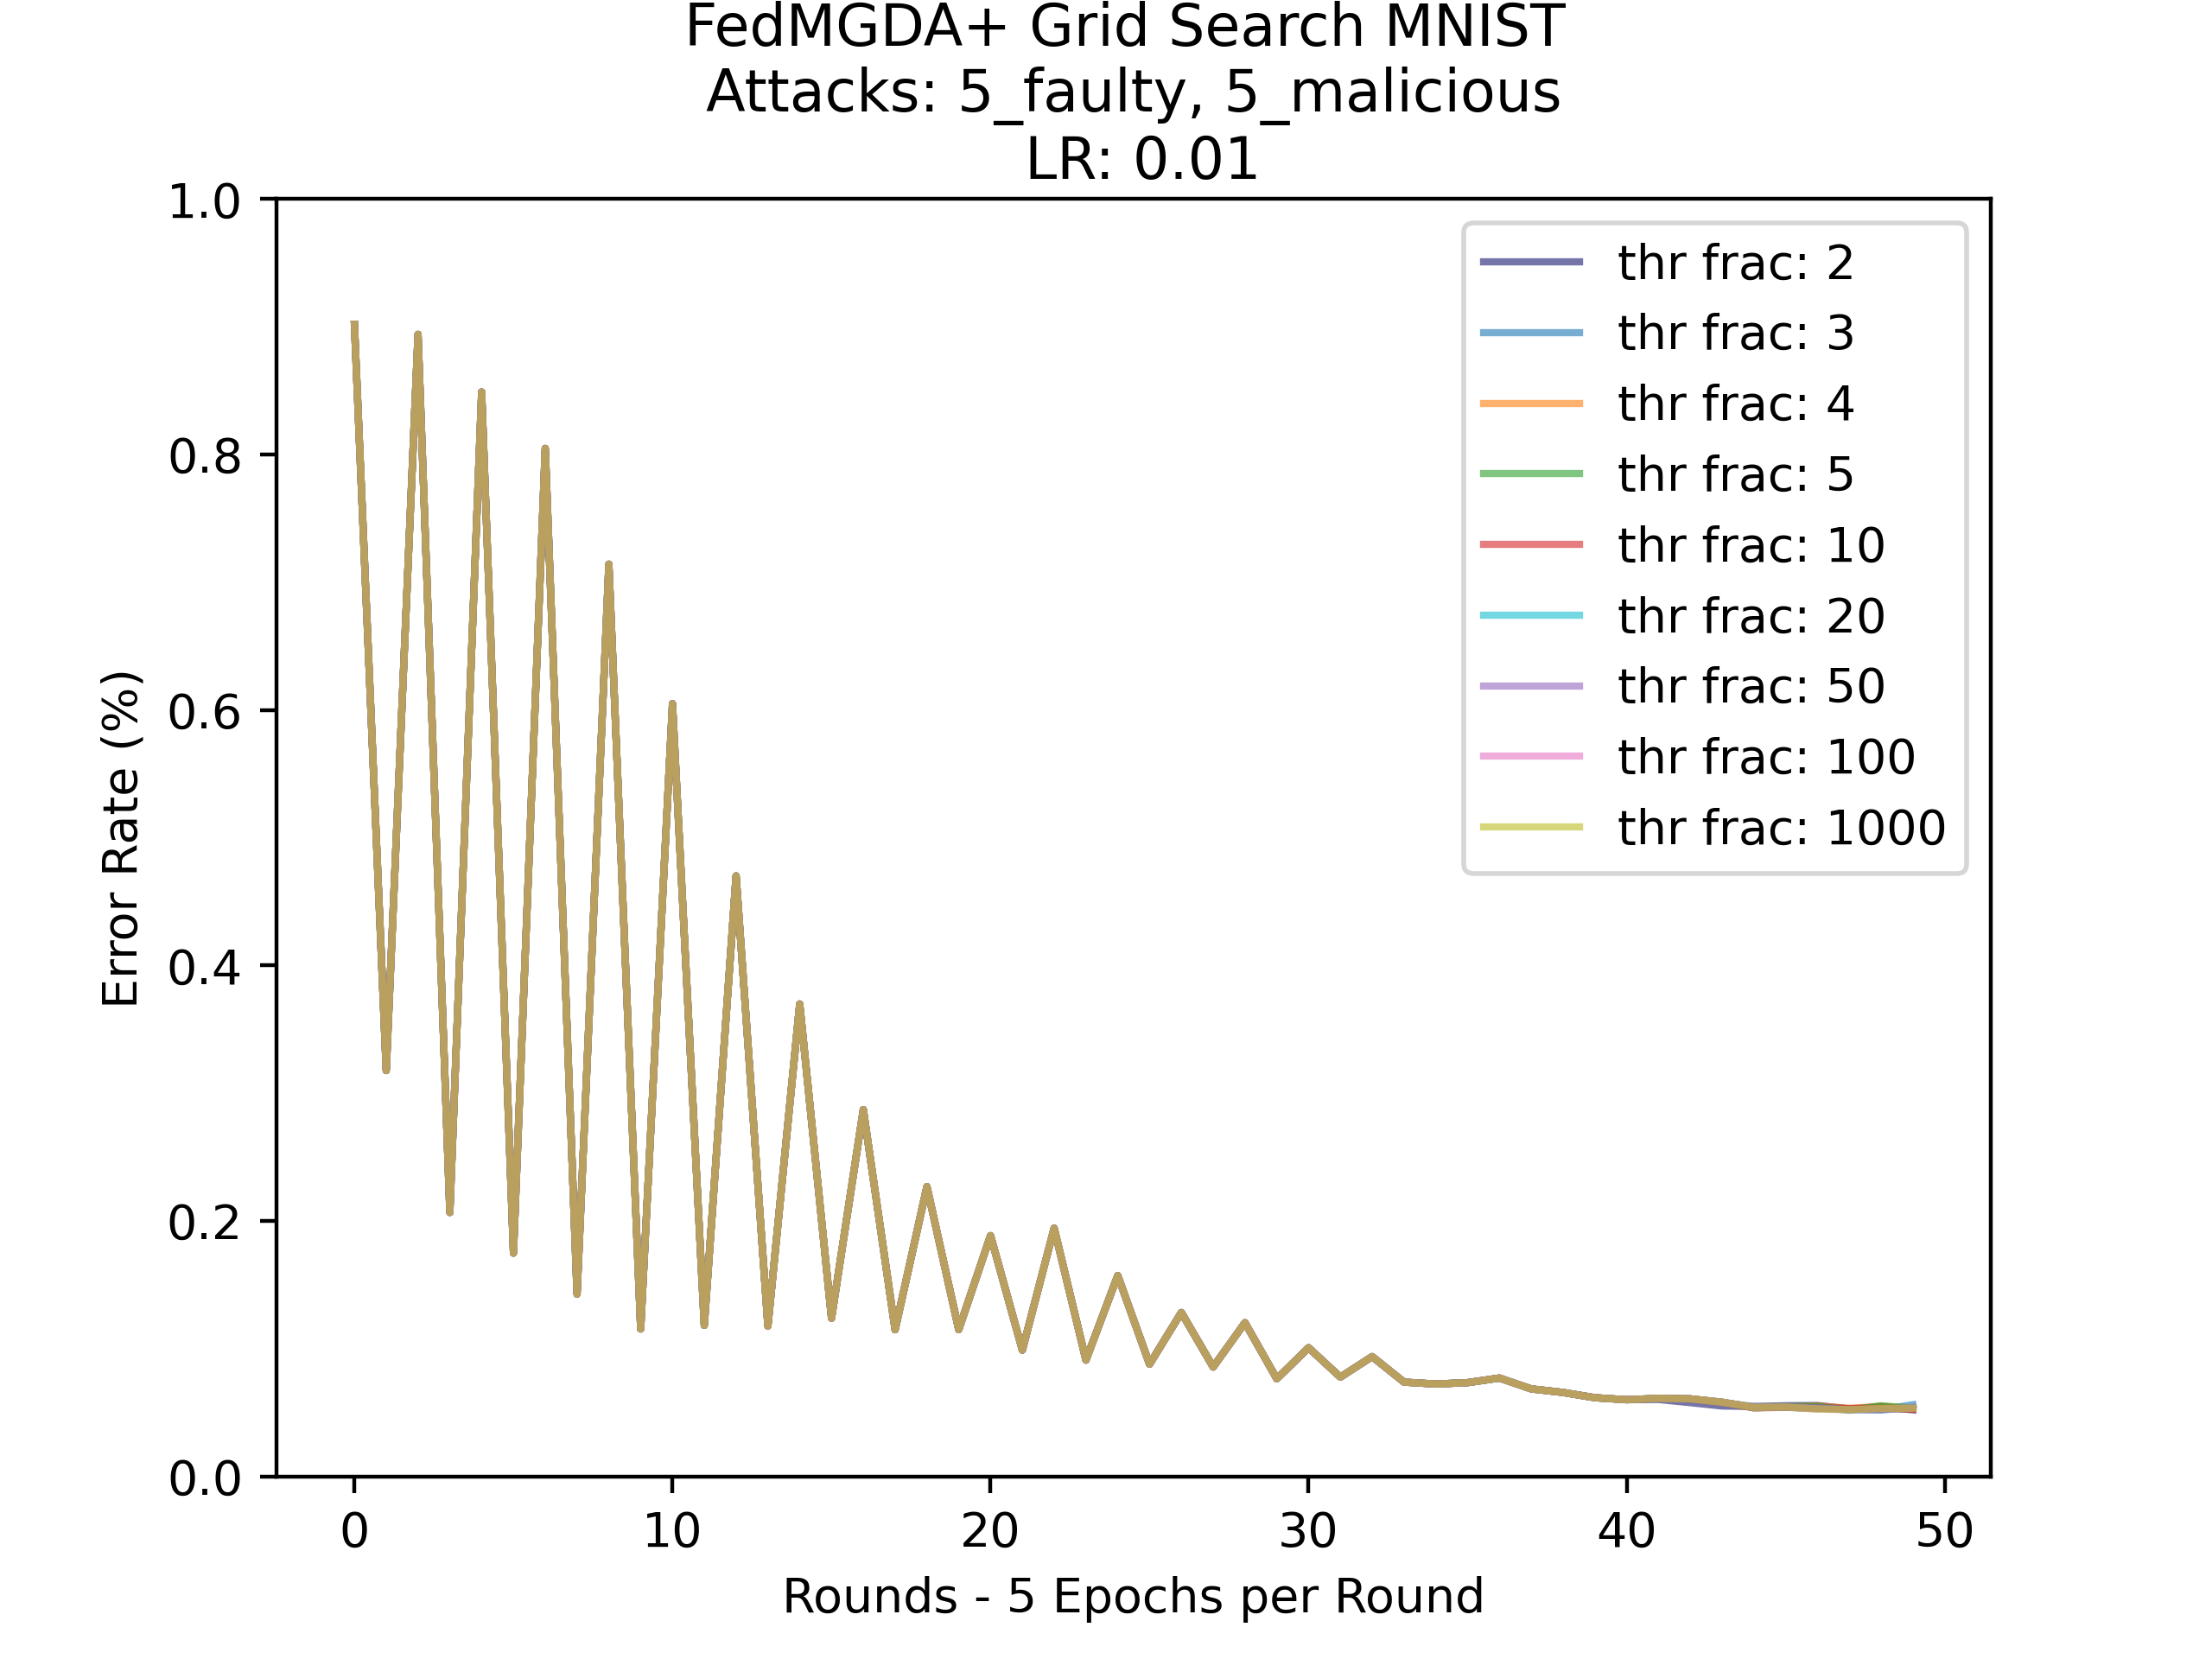 FedMGDA+ Grid Search MNIST
Attacks: 5_faulty, 5_malicious
LR: 0.01
1.0
0.8
0.6
0.4
0.2
0.0
Error Rate (%)
thr frac: 2
thr frac: 3
thr frac: 4
thr frac: 5
thr frac: 10
thr frac: 20
thr frac: 50
thr frac: 100
thr frac: 1000
0 10 20 30 40 50
Rounds - 5 Epochs per Round